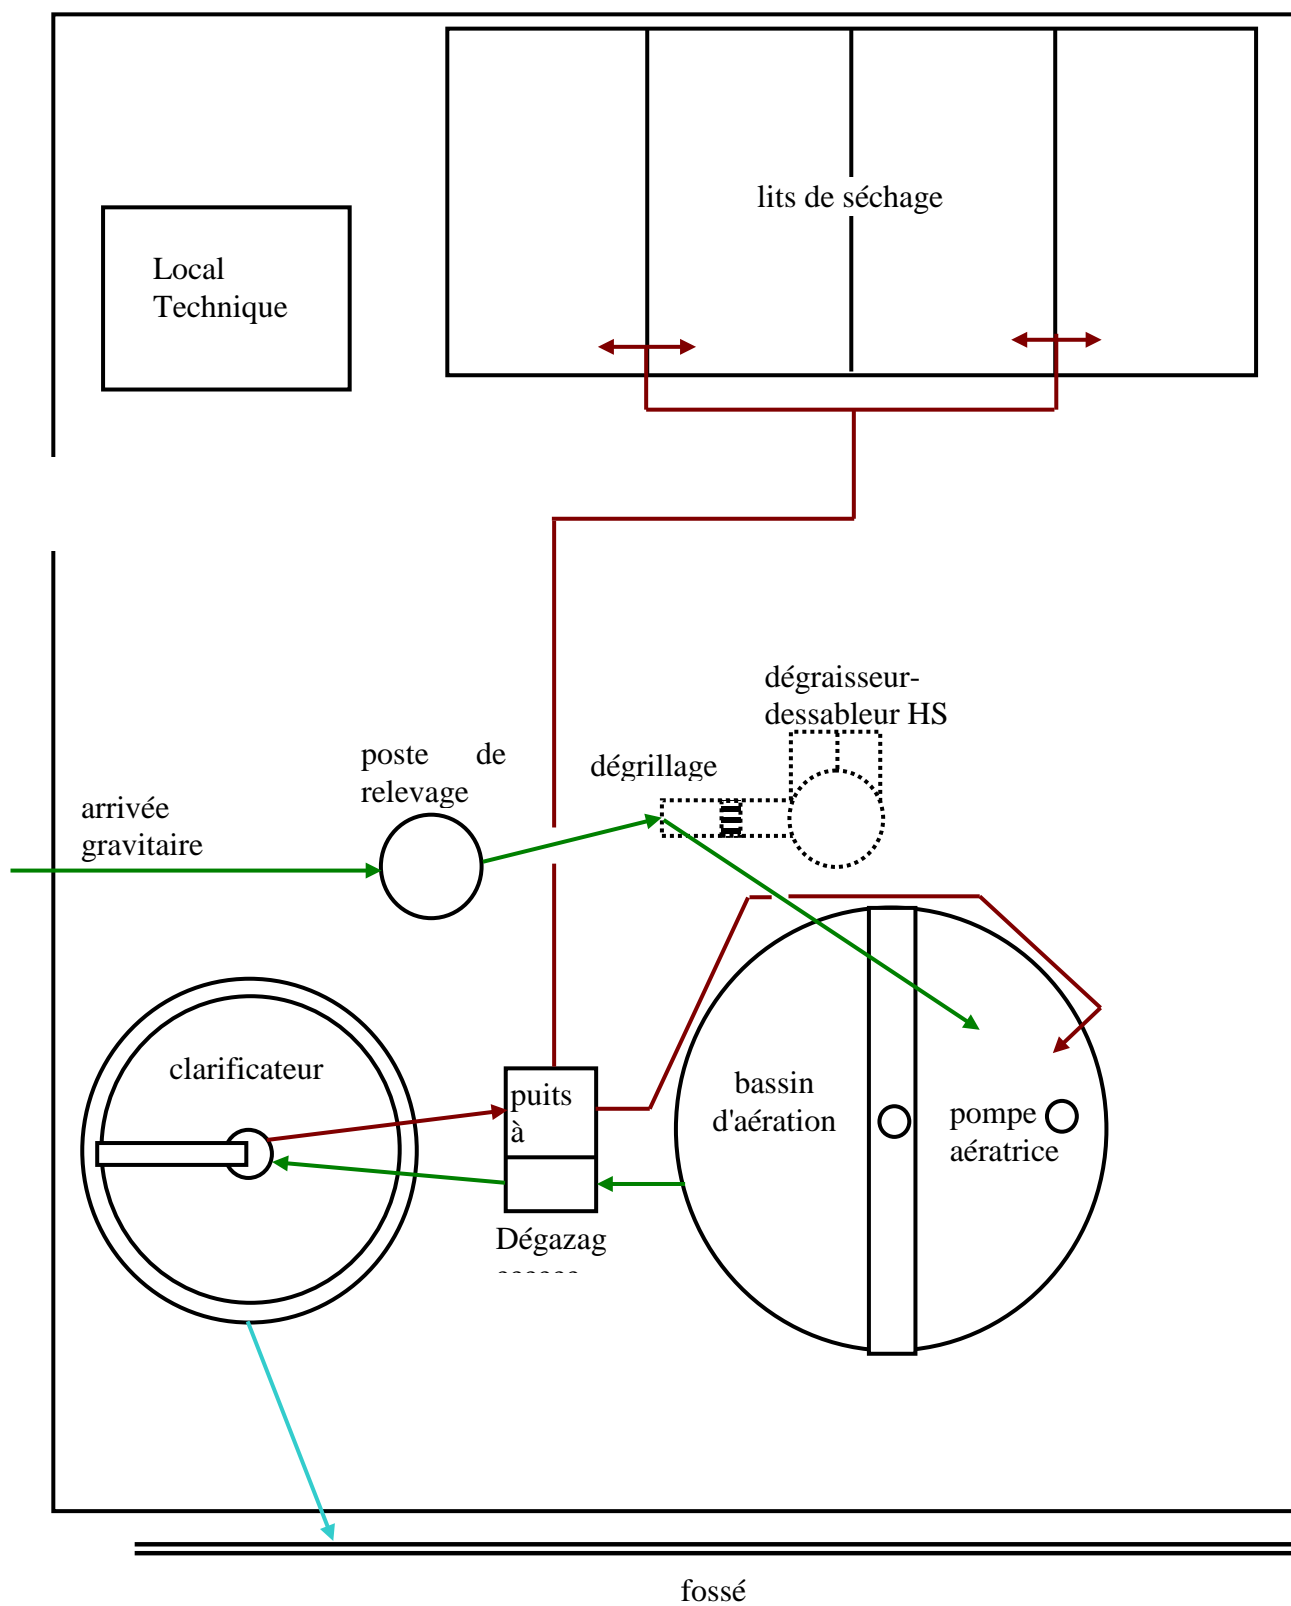 lits de séchage
Local
Technique
dégraisseur-
dessableur HS
poste de
relevage
dégrillage
arrivée
gravitaire
clarificateur
puits
à
bassin
d'aération
pompe
aératrice
Dégazag
fossé